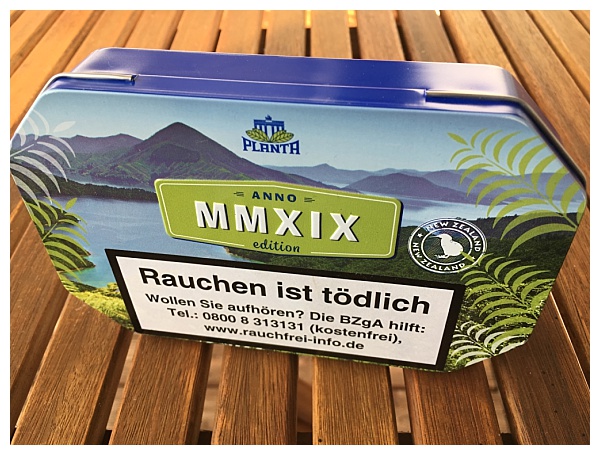 PLANTA
ANNO
MMXIX
edition
NEW ZEALAND
NEW ZEALAND
Rauchen ist tödlich
Wollen Sie aufhören? Die BZgA hilft:
Tel.: 0800 8 313131 (kostenfrei),
www.rauchfrei-info.de